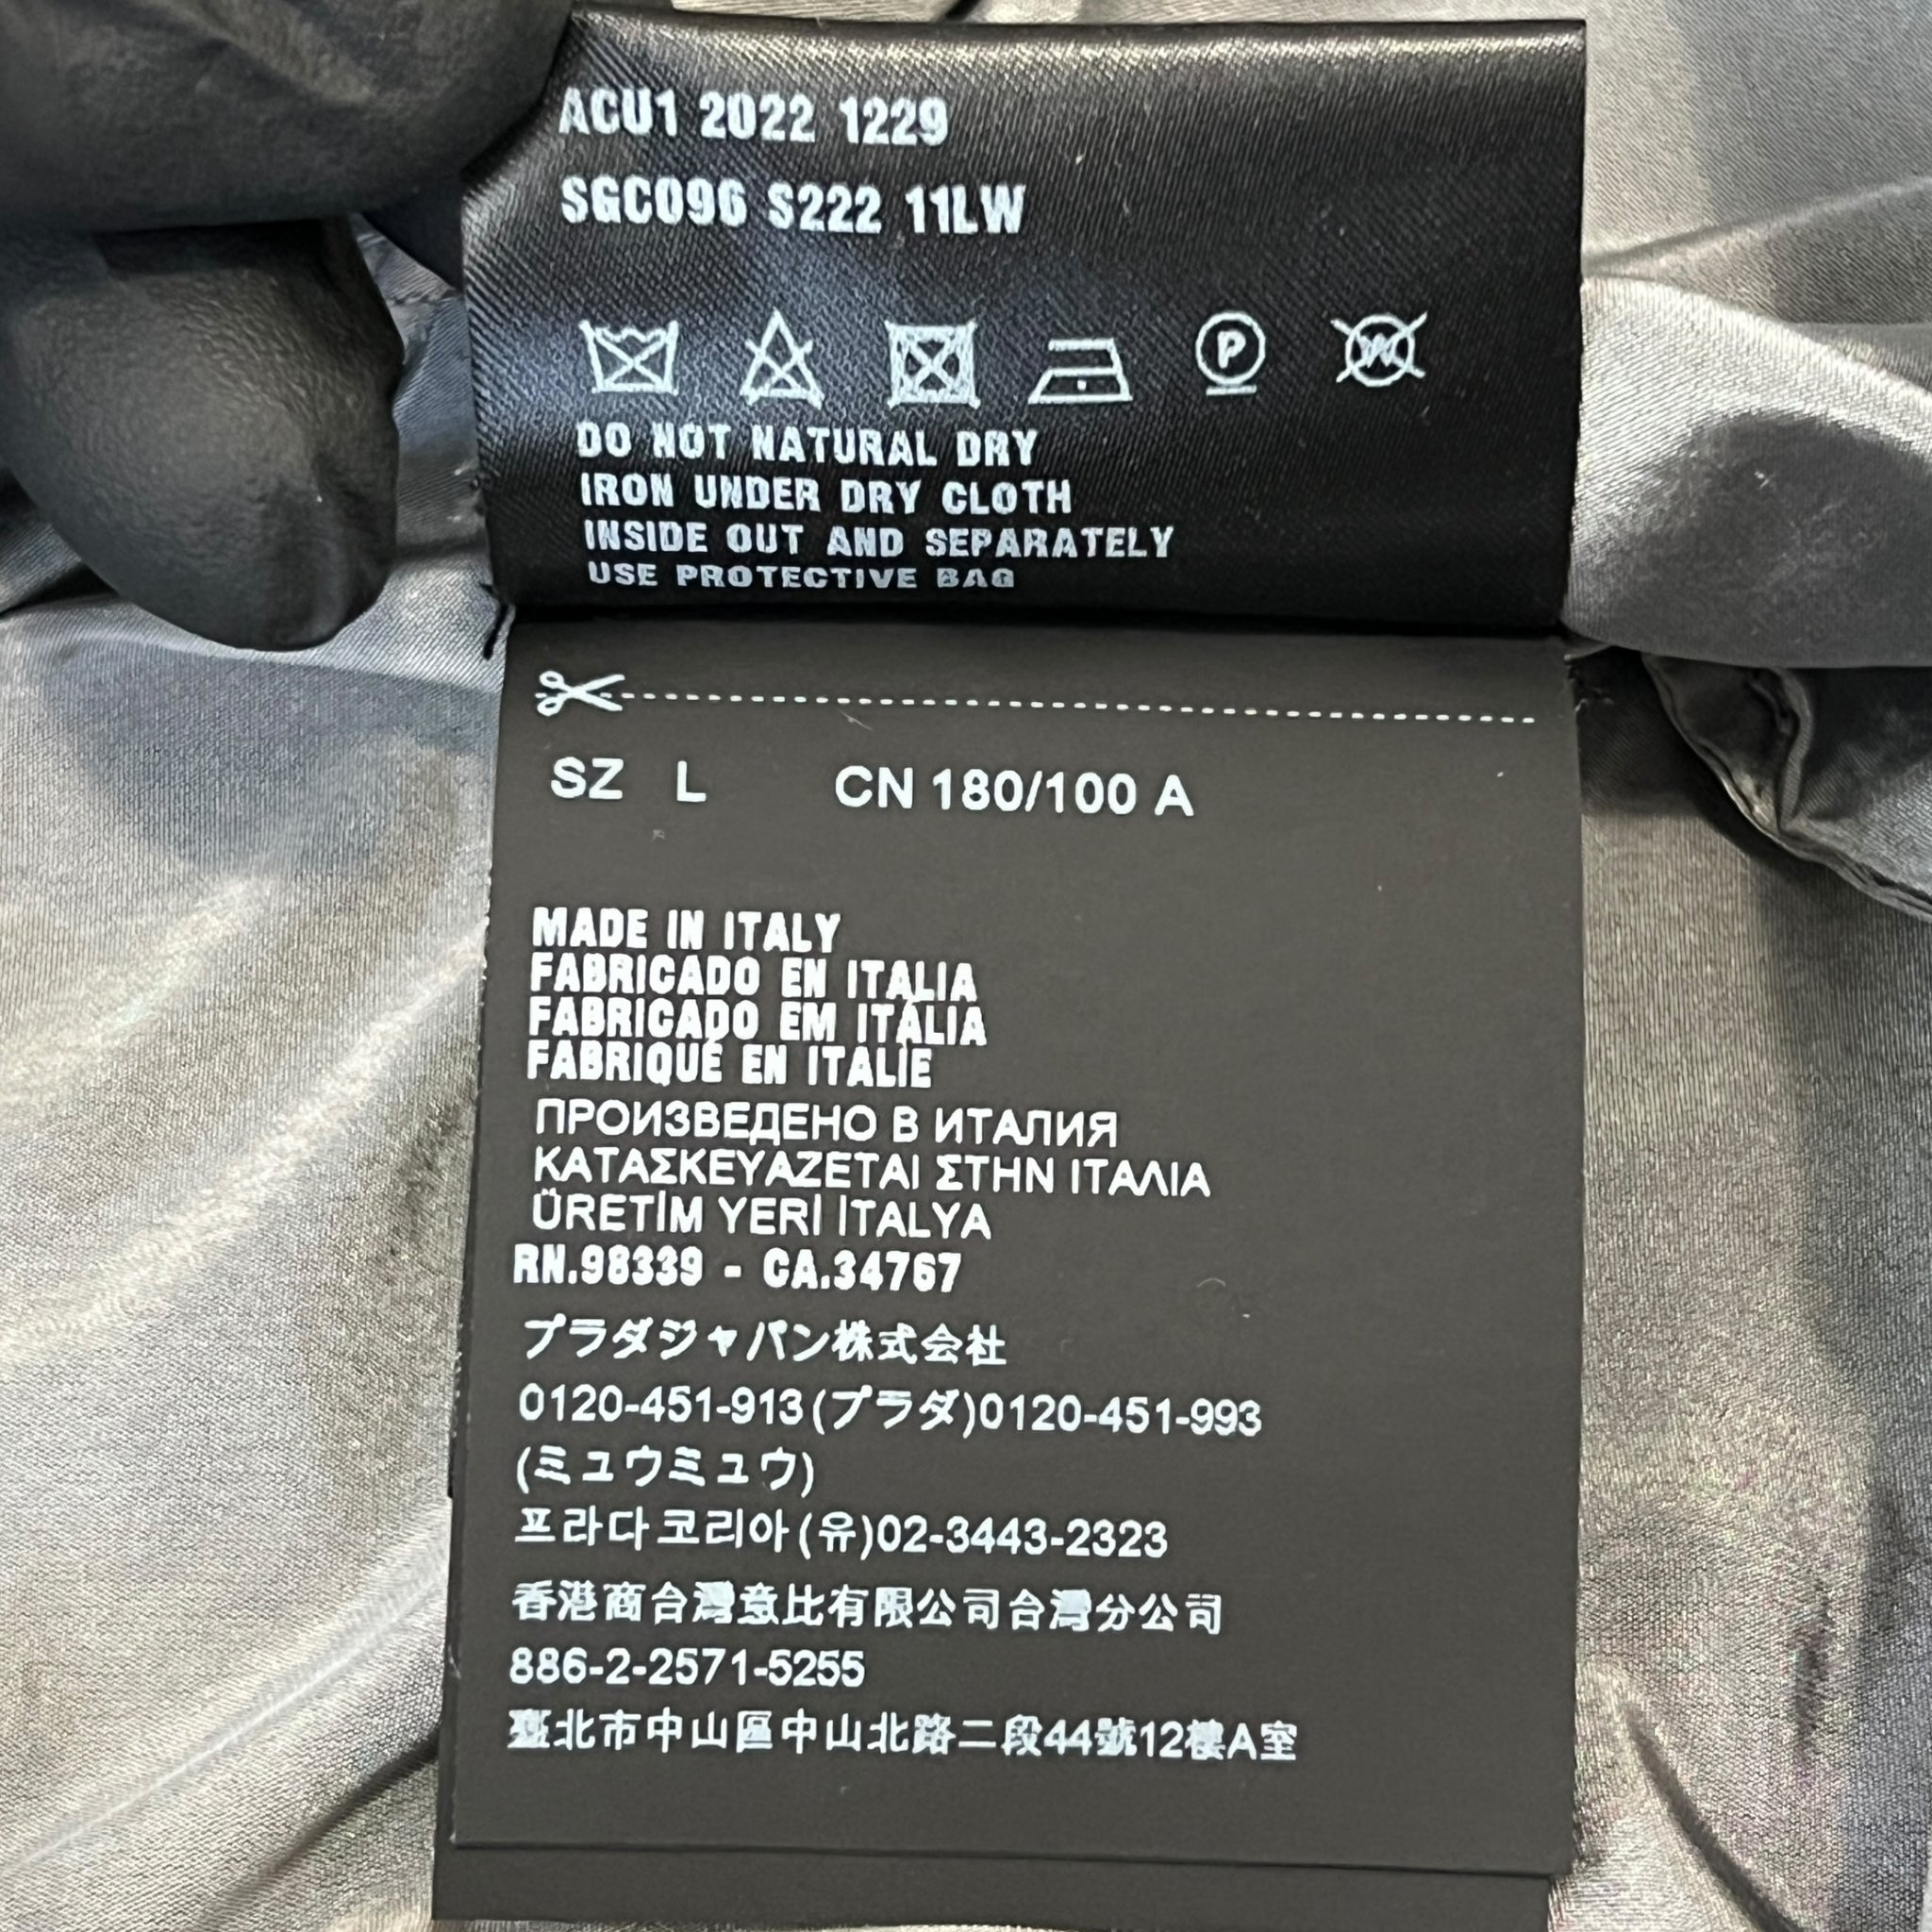 ACU1 2022 1229
SGC096 S222 11LW
P W
DO NOT NATURAL DRY
IRON UNDER DRY CLOTH
INSIDE OUT AND SEPARATELY
USE PROTECTIVE BAG
SZ L CN 180/100 A
MADE IN ITALY
FABRICADO EN ITALIA
FABRICADO EM ITÁLIA
FABRIQUÉ EN ITALIE
ПРОИЗВЕДЕНО В ИТАЛИЯ
ΚΑΤΑΣΚΕΥΑΖΕΤΑΙ ΣΤΗΝ ΙΤΑΛΙΑ
ÜRETİM YERİ İTALYA
RN.98339 - CA.34767
プラダジャパン株式会社
0120-451-913(プラダ)0120-451-993
(ミュウミュウ)
프라다코리아(유)02-3443-2323
香港商台灣意比有限公司台灣分公司
886-2-2571-5255
臺北市中山區中山北路二段44號12樓A室